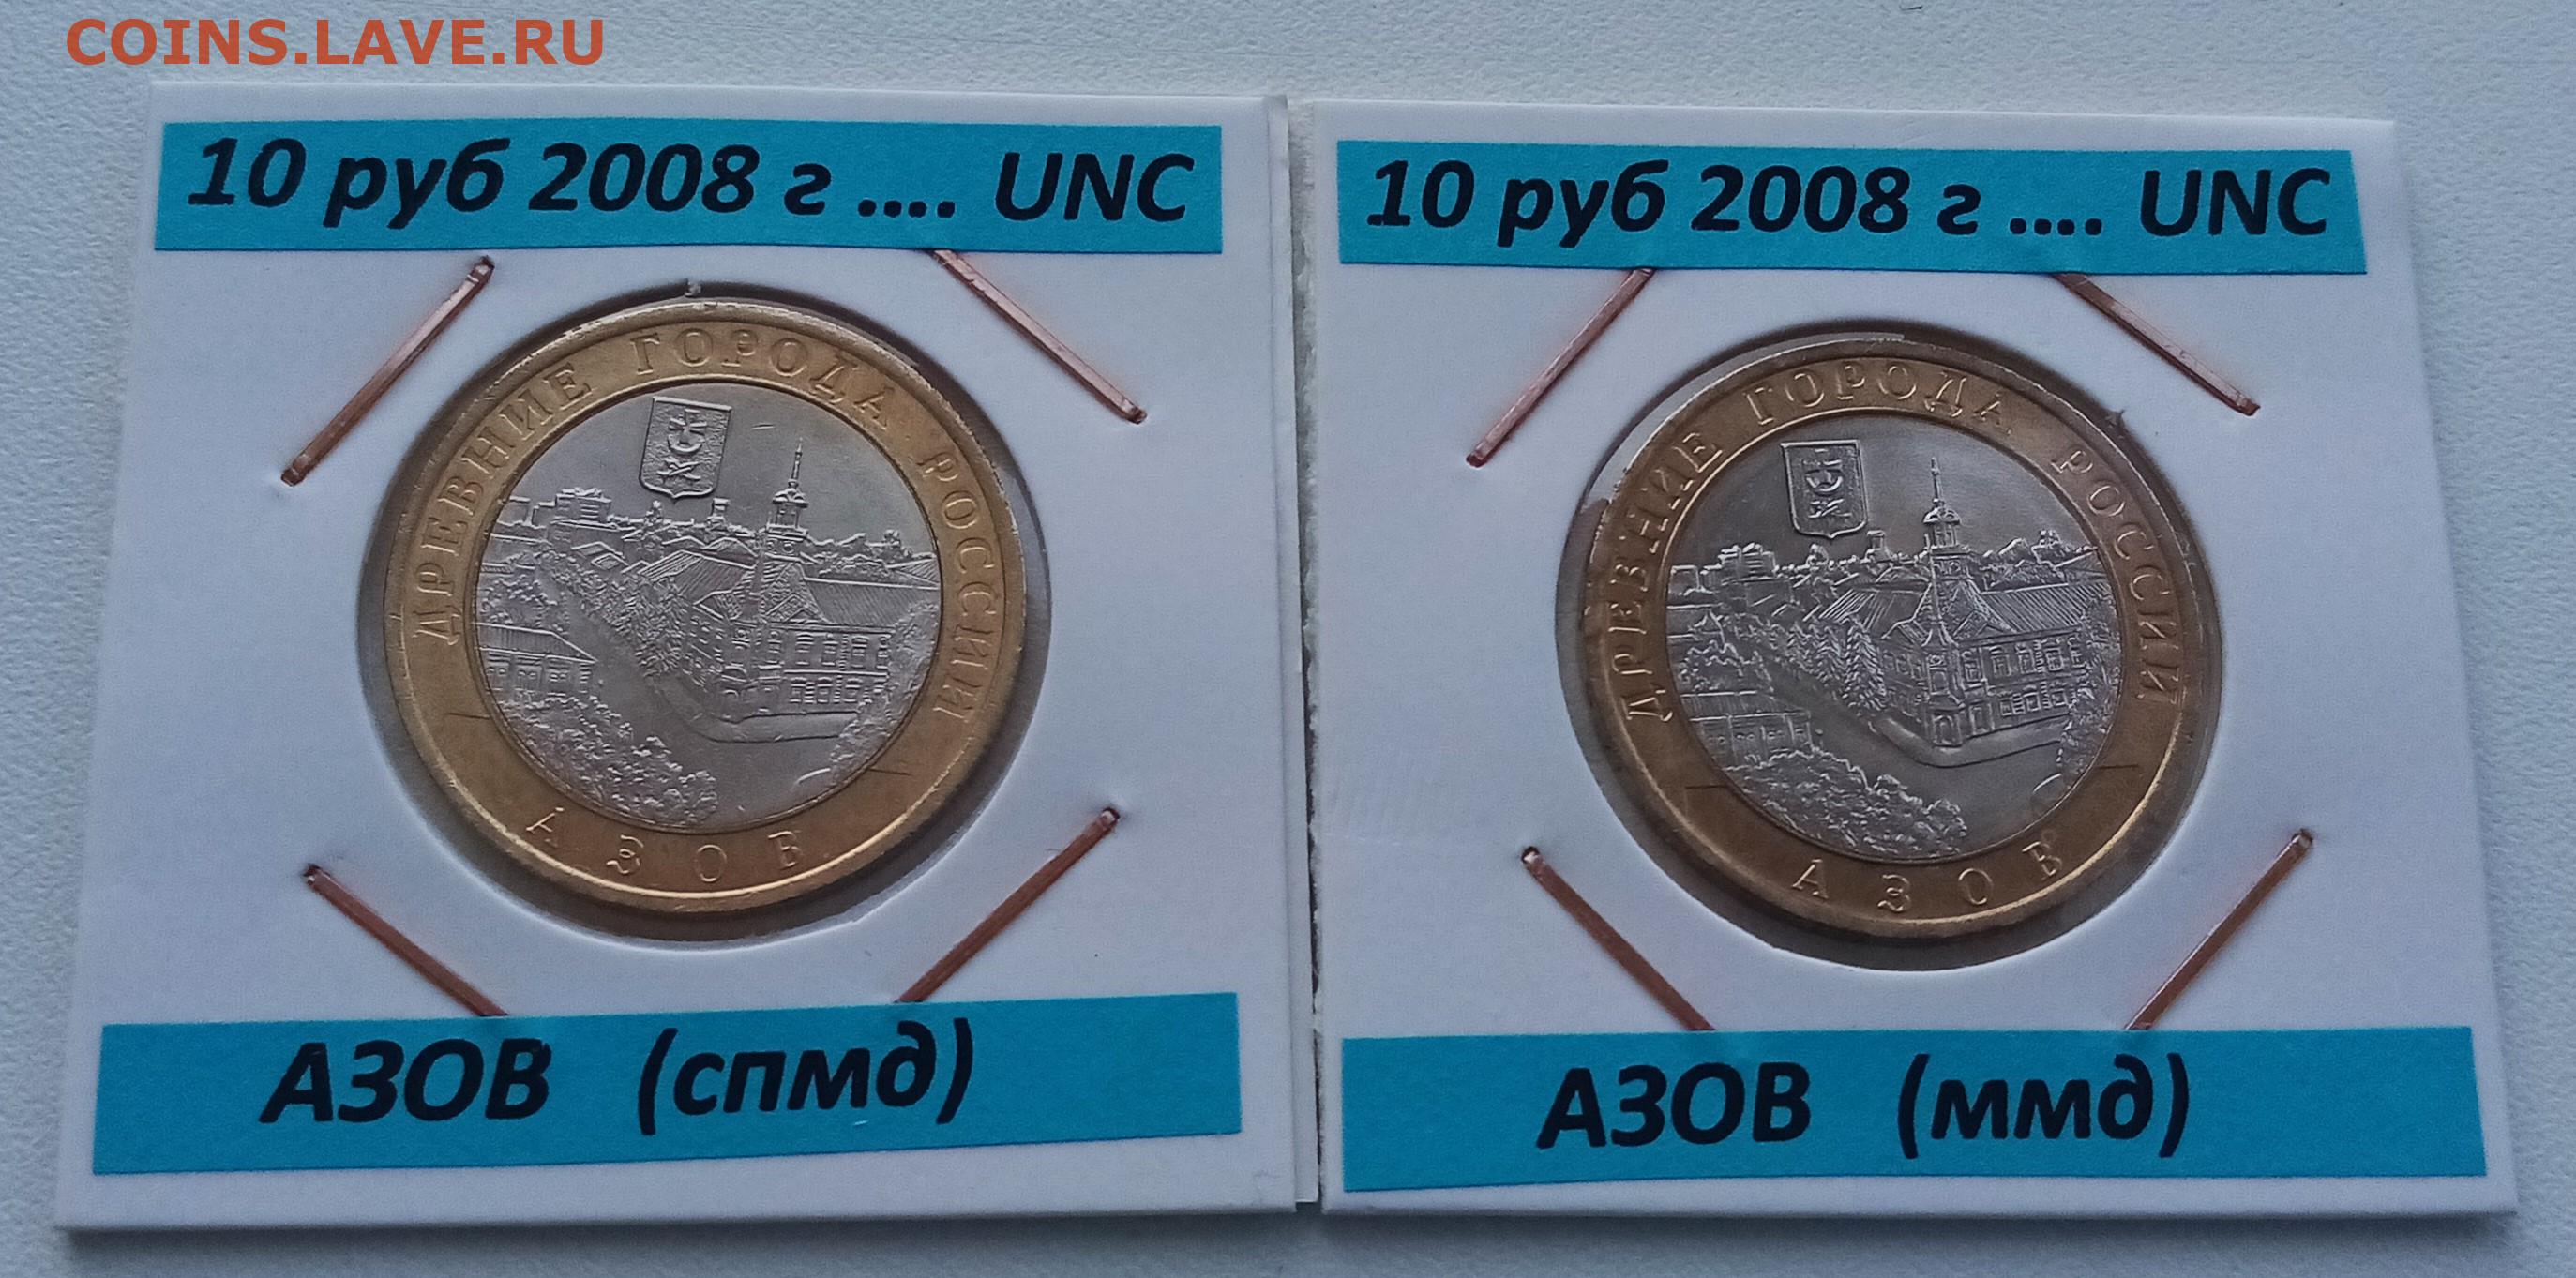 COINS.LAVE.RU
10 руб 2008 г .... UNC
ДРЕВНИЕ ГОРОДА РОССИИ
АЗОВ
АЗОВ (спмд)
10 руб 2008 г .... UNC
ДРЕВНИЕ ГОРОДА РОССИИ
АЗОВ
АЗОВ (ммд)